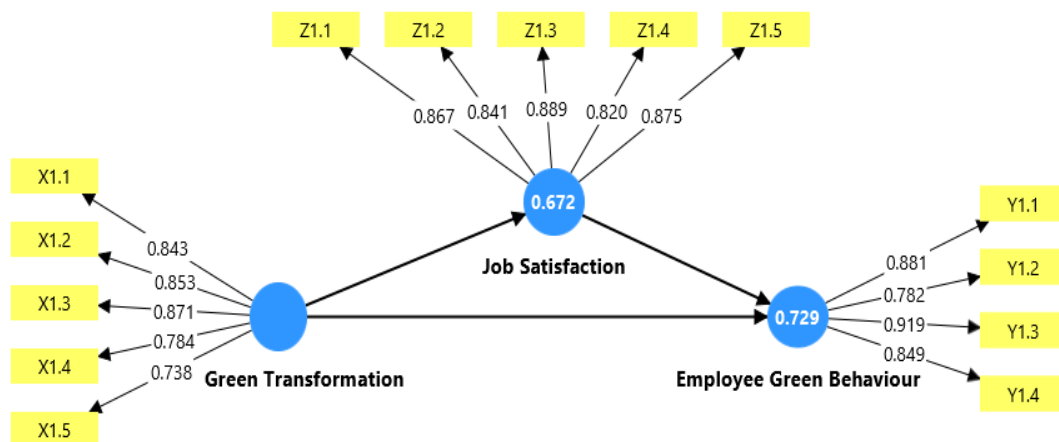 Z1.1 Z1.2 Z1.3 Z1.4 Z1.5
0.867 0.841 0.889 0.820 0.875
X1.1
X1.2
X1.3
X1.4
X1.5
0.843
0.853
0.871
0.784
0.738
Green Transformation
0.672
Job Satisfaction
0.729
Employee Green Behaviour
0.881
0.782
0.919
0.849
Y1.1
Y1.2
Y1.3
Y1.4